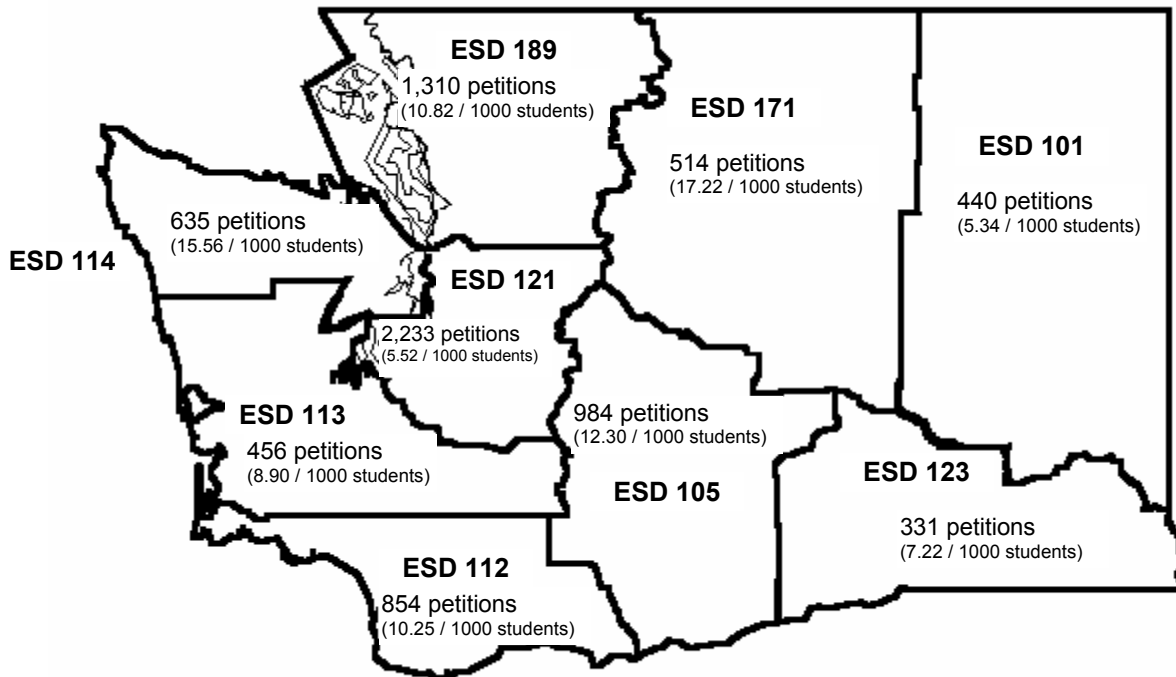 ESD 189
1,310 petitions
(10.82 / 1000 students)
ESD 171
514 petitions
(17.22 / 1000 students)
ESD 101
440 petitions
(5.34 / 1000 students)
635 petitions
(15.56 / 1000 students)
ESD 114
ESD 121
2,233 petitions
(5.52 / 1000 students)
ESD 113
456 petitions
(8.90 / 1000 students)
984 petitions
(12.30 / 1000 students)
ESD 105
ESD 123
331 petitions
(7.22 / 1000 students)
ESD 112
854 petitions
(10.25 / 1000 students)